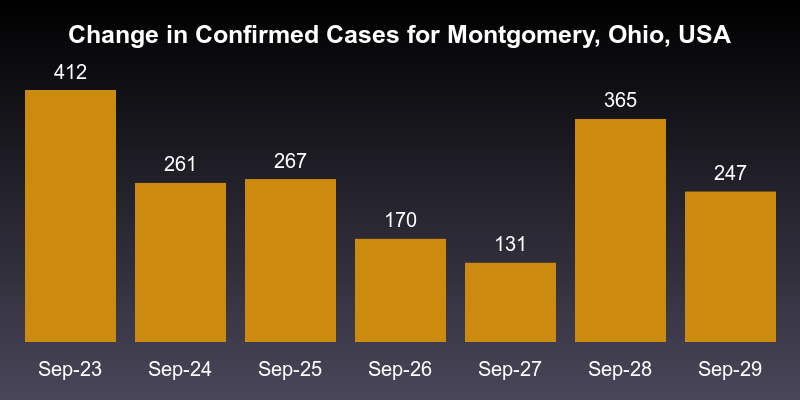 Change in Confirmed Cases for Montgomery, Ohio, USA
412
261
267
170
131
365
247
Sep-23
Sep-24
Sep-25
Sep-26
Sep-27
Sep-28
Sep-29